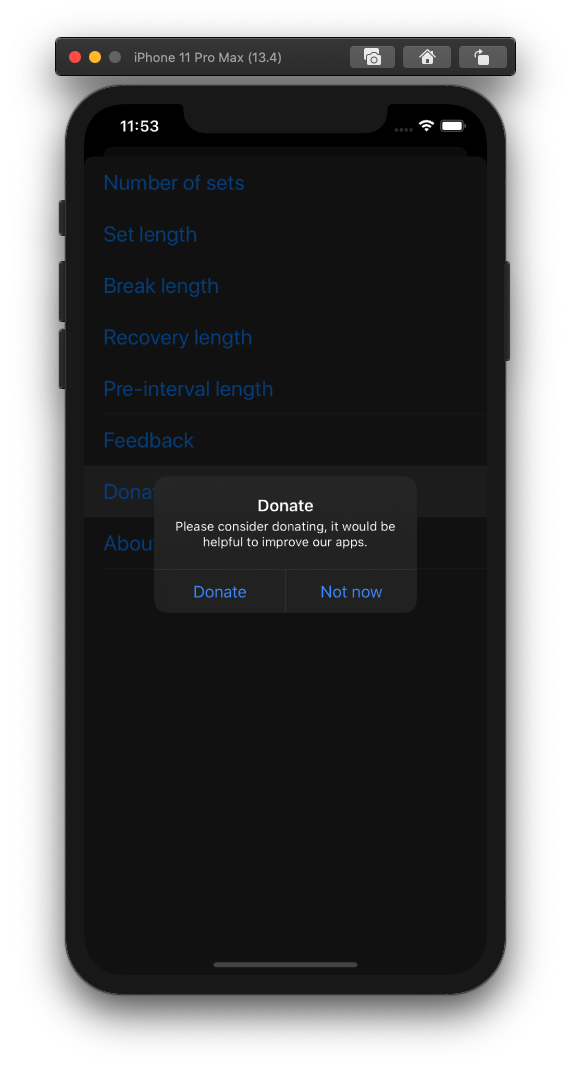 iPhone 11 Pro Max (13.4)
11:53
Number of sets
Set length
Break length
Recovery length
Pre-interval length
Feedback
Dona
Abou
Donate
Please consider donating, it would be
helpful to improve our apps.
Donate
Not now